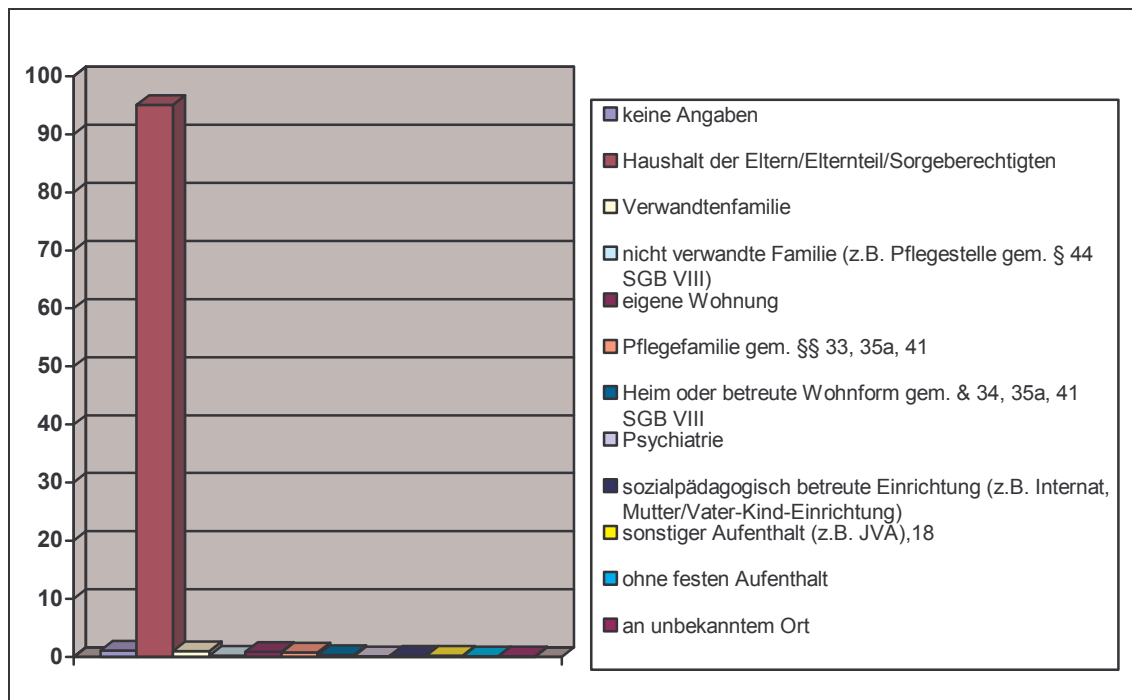 100
90
80
70
60
50
40
30
20
10
0
keine Angaben
Haushalt der Eltern/Elternteil/Sorgeberechtigten
Verwandtenfamilie
nicht verwandte Familie (z.B. Pflegestelle gem. § 44
SGB VIII)
eigene Wohnung
Pflegefamilie gem. §§ 33, 35a, 41
Heim oder betreute Wohnform gem. & 34, 35a, 41
SGB VIII
Psychiatrie
sozialpädagogisch betreute Einrichtung (z.B. Internat,
Mutter/Vater-Kind-Einrichtung)
sonstiger Aufenthalt (z.B. JVA),18
ohne festen Aufenthalt
an unbekanntem Ort